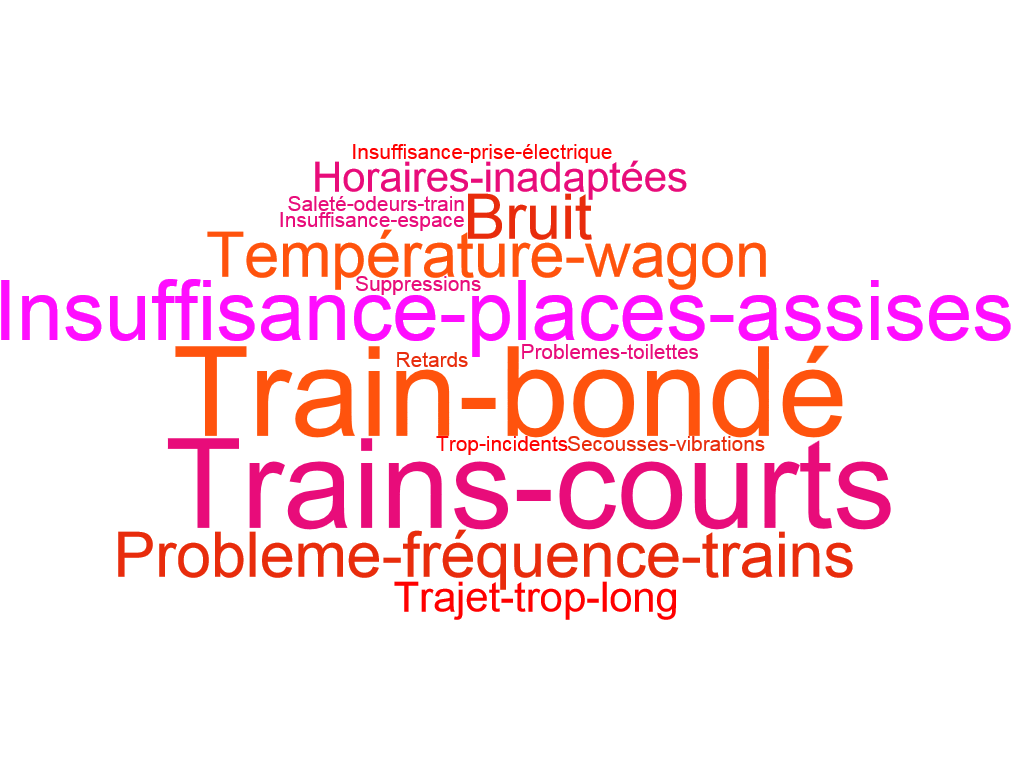 Insuffisance-prise-électrique
Horaires-inadaptées
Saleté-odeurs-train
Insuffisance-espace
Bruit
Température-wagon
Suppressions
Insuffisance-places-assises
Problemes-toilettes
Retards
Train-bondé
Trop-incidents
Secousses-vibrations
Trains-courts
Probleme-fréquence-trains
Trajet-trop-long